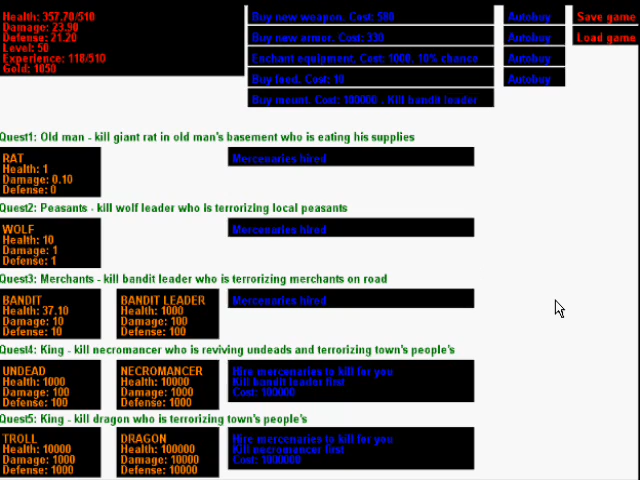 Health: 357.70/510
Damage: 23.90
Defense: 21.20
Level: 50
Experience: 118/510
Gold: 1050
Buy new weapon. Cost: 580
Autobuy
Save game
Buy new armor. Cost: 330
Autobuy
Load game
Enchant equipment. Cost: 1000. 10% chance
Autobuy
Buy food. Cost: 10
Autobuy
Buy mount. Cost: 100000 . Kill bandit leader
Quest1: Old man - kill giant rat in old man's basement who is eating his supplies
RAT
Health: 1
Damage: 0.10
Defense: 0
Mercenaries hired
Quest2: Peasants - kill wolf leader who is terrorizing local peasants
WOLF
Health: 10
Damage: 1
Defense: 1
Mercenaries hired
Quest3: Merchants - kill bandit leader who is terrorizing merchants on road
BANDIT
Health: 37.10
Damage: 10
Defense: 10
BANDIT LEADER
Health: 1000
Damage: 100
Defense: 100
Mercenaries hired
Quest4: King - kill necromancer who is reviving undeads and terrorizing town's people's
UNDEAD
Health: 1000
Damage: 100
Defense: 100
NECROMANCER
Health: 10000
Damage: 1000
Defense: 1000
Hire mercenaries to kill for you
Kill bandit leader first
Cost: 100000
Quest5: King - kill dragon who is terrorizing town's people's
TROLL
Health: 10000
Damage: 1000
Defense: 1000
DRAGON
Health: 100000
Damage: 10000
Defense: 10000
Hire mercenaries to kill for you
Kill necromancer first
Cost: 1000000